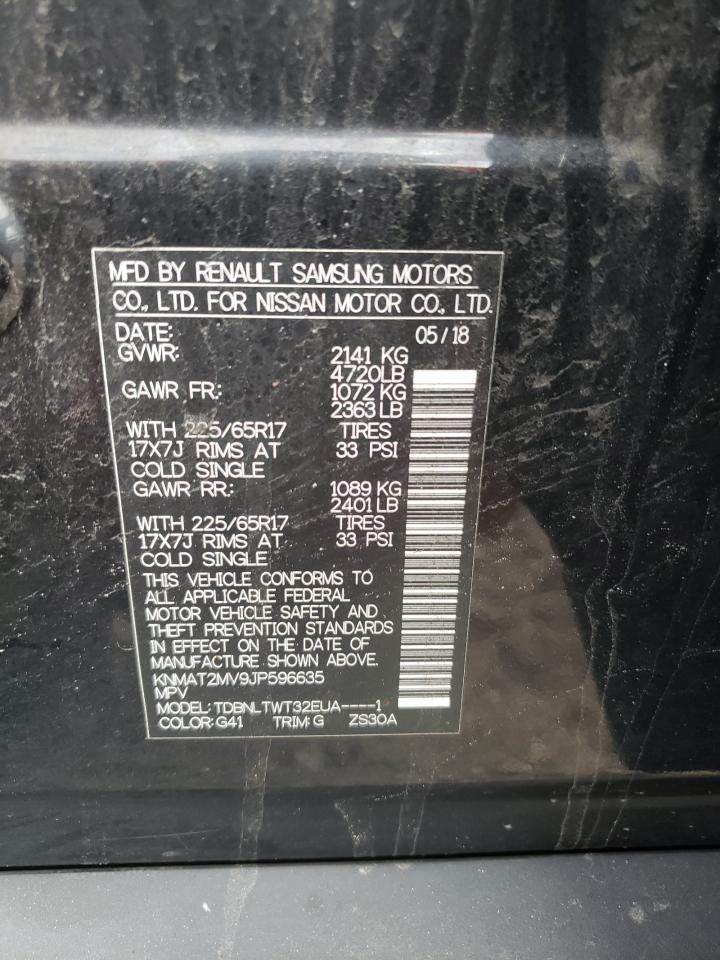 MFD BY RENAULT SAMSUNG MOTORS
CO., LTD. FOR NISSAN MOTOR CO., LTD.
DATE: 05/18
GVWR: 2141 KG
4720LB
GAWR FR: 1072 KG
2363 LB
WITH 225/65R17 TIRES
17X7J RIMS AT 33 PSI
COLD SINGLE
GAWR RR: 1089 KG
2401 LB
WITH 225/65R17 TIRES
17X7J RIMS AT 33 PSI
COLD SINGLE
THIS VEHICLE CONFORMS TO
ALL APPLICABLE FEDERAL
MOTOR VEHICLE SAFETY AND
THEFT PREVENTION STANDARDS
IN EFFECT ON THE DATE OF
MANUFACTURE SHOWN ABOVE.
KNMAT2MV9JP596635
MPV
MODEL: TDBNLTWT32EUA----1
COLOR: G41 TRIM: G ZS30A